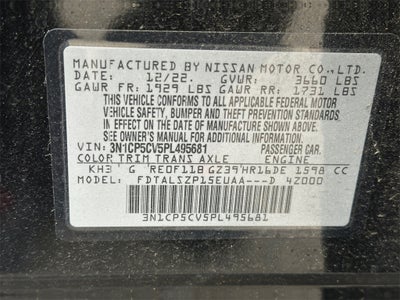 MANUFACTURED BY NISSAN MOTOR CO., LTD.
DATE: 12/22. GVWR: 3660 LBS
GAWR FR: 1929 LBS GAWR RR: 1731 LBS
THIS VEHICLE CONFORMS TO ALL APPLICABLE FEDERAL MOTOR
VEHICLE SAFETY, BUMPER, AND THEFT PREVENTION STANDARDS
IN EFFECT ON THE DATE OF MANUFACTURE SHOWN ABOVE.
SEE OWNER'S MANUAL
VIN: 3N1CP5CV5PL495681 PASSENGER CAR.
COLOR TRIM TRANS AXLE ENGINE
KH3 G RE0F11B GZ39 HR16DE 1598 CC
MODEL: FDTALSZP15EUAA---D 4Z000
3N1CP5CV5PL495681